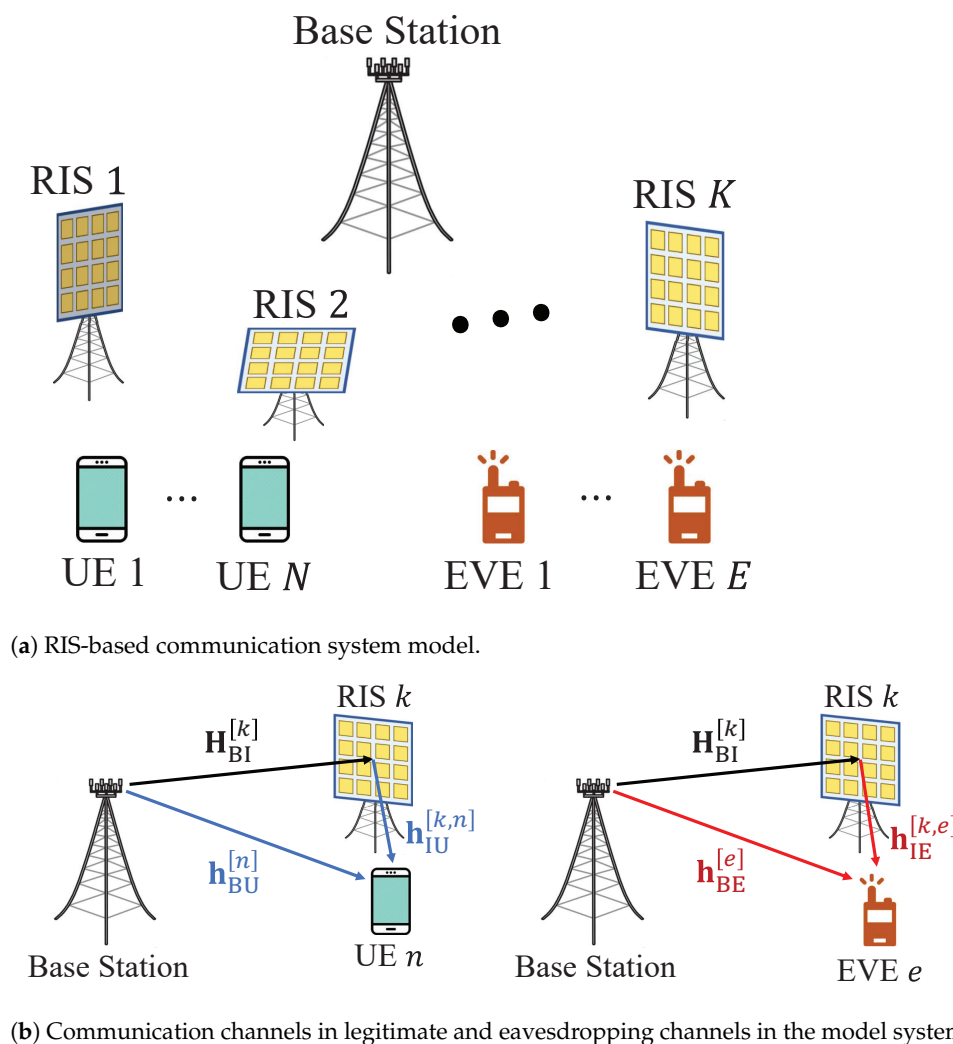 Base Station
RIS 1
RIS K
RIS 2
UE 1
...
UE N
EVE 1
...
EVE E
(a) RIS-based communication system model.
RIS k
H_BI^[k]
h_IU^[k,n]
h_BU^[n]
Base Station
UE n
RIS k
H_BI^[k]
h_IE^[k,e]
h_BE^[e]
Base Station
EVE e
(b) Communication channels in legitimate and eavesdropping channels in the model system